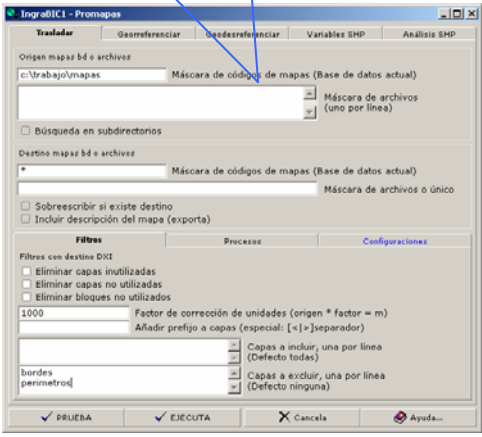 IngraBIC1 - Promapas
Trasladar Georreferenciar Geodesreferenciar Variables SHP Análisis SHP
Origen mapas bd o archivos
c:\trabajo\mapas Máscara de códigos de mapas (Base de datos actual)
Máscara de archivos
(uno por línea)
Búsqueda en subdirectorios
Destino mapas bd o archivos
* Máscara de códigos de mapas (Base de datos actual)
Máscara de archivos o único
Sobreescribir si existe destino
Incluir descripción del mapa (exporta)
Filtros Procesos Configuraciones
Filtros con destino DXI
Eliminar capas inutilizadas
Eliminar capas no utilizadas
Eliminar bloques no utilizados
1000 Factor de corrección de unidades (origen * factor = m)
Añadir prefijo a capas (especial: [<|>]separador)
Capas a incluir, una por línea
(Defecto todas)
bordes Capas a excluir, una por línea
perimetros (Defecto ninguna)
PRUEBA EJECUTA Cancela Ayuda...